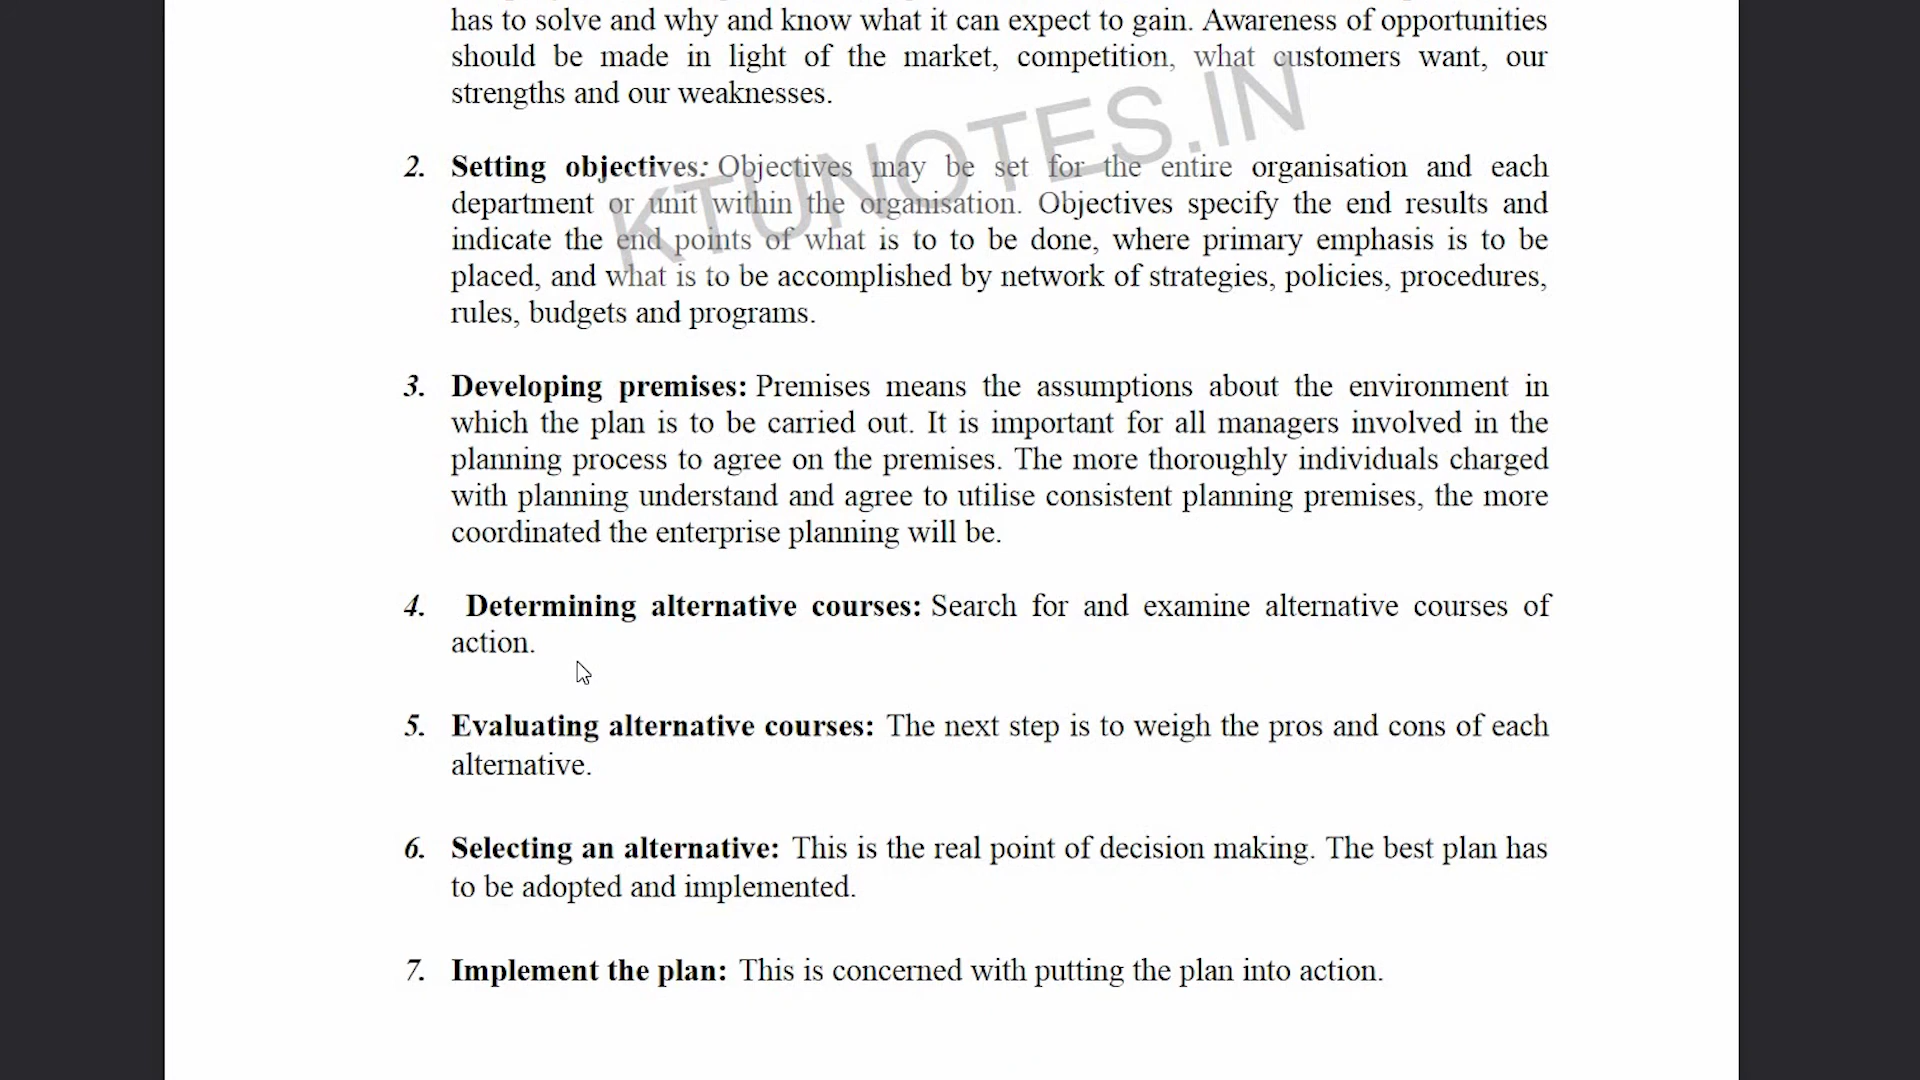 has to solve and why and know what it can expect to gain. Awareness of opportunities
should be made in light of the market, competition, what customers want, our
strengths and our weaknesses.
KTUNOTES.IN
2. Setting objectives: Objectives may be set for the entire organisation and each
department or unit within the organisation. Objectives specify the end results and
indicate the end points of what is to to be done, where primary emphasis is to be
placed, and what is to be accomplished by network of strategies, policies, procedures,
rules, budgets and programs.
3. Developing premises: Premises means the assumptions about the environment in
which the plan is to be carried out. It is important for all managers involved in the
planning process to agree on the premises. The more thoroughly individuals charged
with planning understand and agree to utilise consistent planning premises, the more
coordinated the enterprise planning will be.
4. Determining alternative courses: Search for and examine alternative courses of
action.
5. Evaluating alternative courses: The next step is to weigh the pros and cons of each
alternative.
6. Selecting an alternative: This is the real point of decision making. The best plan has
to be adopted and implemented.
7. Implement the plan: This is concerned with putting the plan into action.